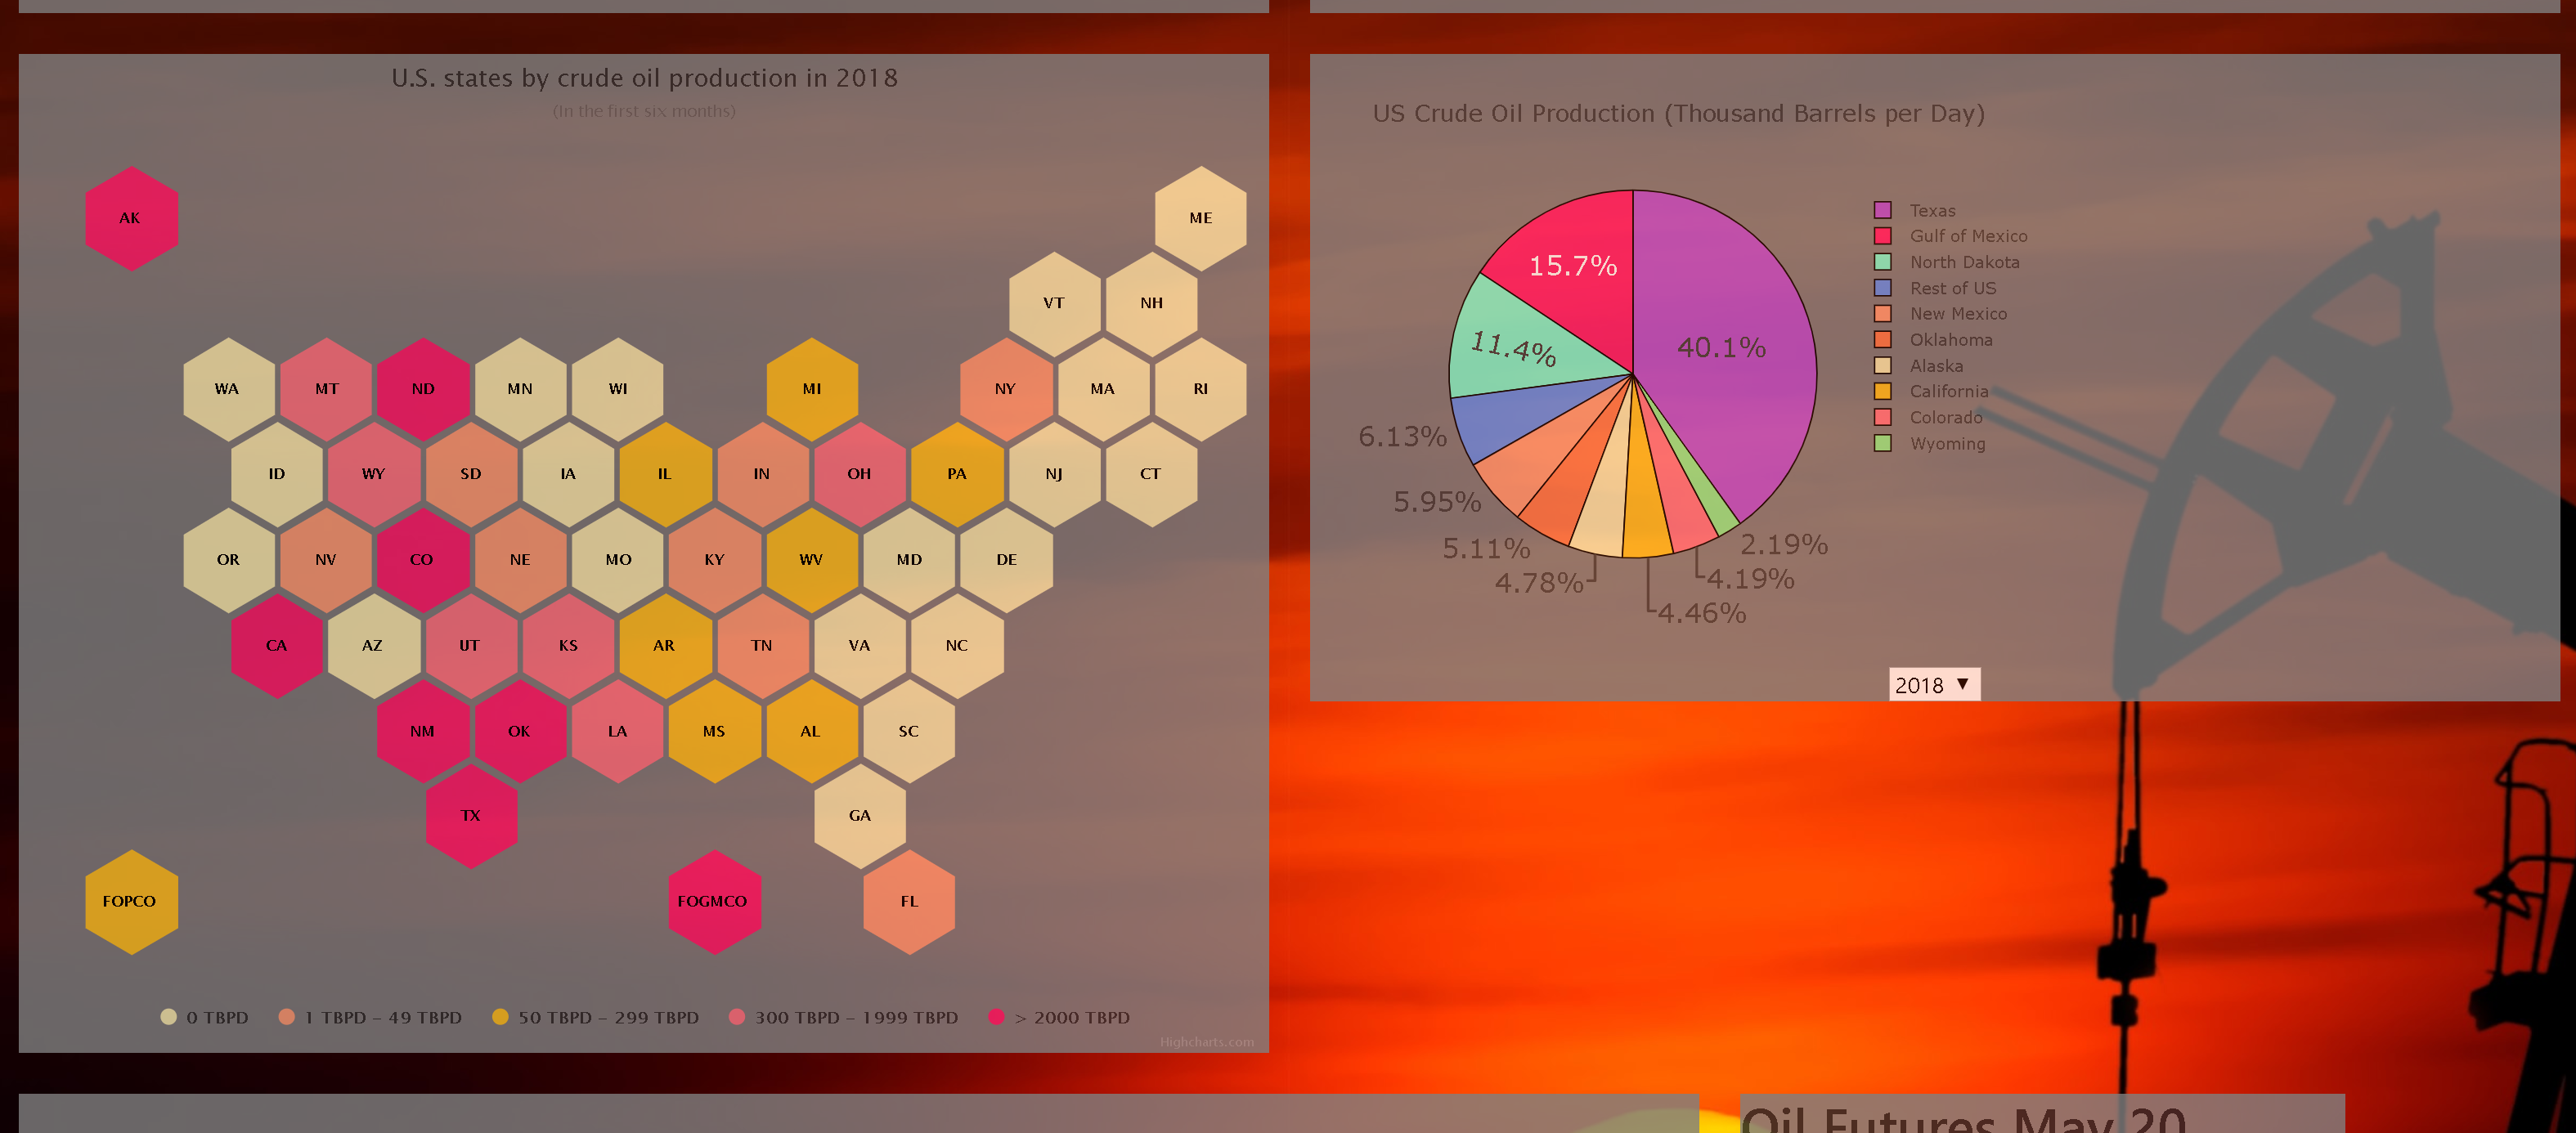 U.S. states by crude oil production in 2018
(In the first six months)
AK
ME
VT NH
WA MT ND MN WI MI NY MA RI
ID WY SD IA IL IN OH PA NJ CT
OR NV CO NE MO KY WV MD DE
CA AZ UT KS AR TN VA NC
NM OK LA MS AL SC
TX GA
FOPCO FOGMCO FL
0 TBPD 1 TBPD – 49 TBPD 50 TBPD – 299 TBPD 300 TBPD – 1999 TBPD > 2000 TBPD
Highcharts.com
US Crude Oil Production (Thousand Barrels per Day)
15.7%
40.1%
11.4%
6.13%
5.95%
5.11%
4.78%
4.46%
4.19%
2.19%
Texas
Gulf of Mexico
North Dakota
Rest of US
New Mexico
Oklahoma
Alaska
California
Colorado
Wyoming
2018 ▼
Oil Futures May 20